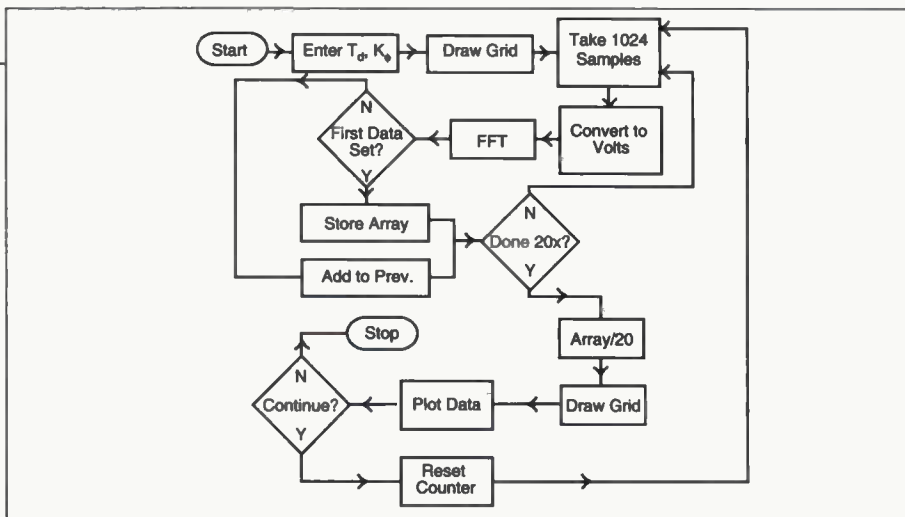 Start
Enter T_d, K_ϕ
Draw Grid
Take 1024
Samples
Convert to
Volts
FFT
N
First Data
Set?
Y
Store Array
Add to Prev.
N
Done 20x?
Y
Array/20
Draw Grid
Plot Data
Stop
N
Continue?
Y
Reset
Counter